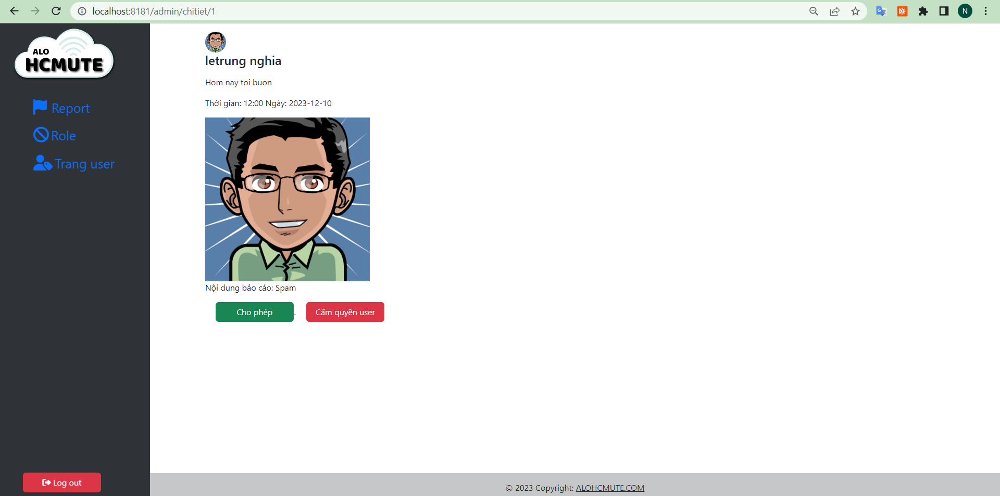 localhost:8181/admin/chitiet/1
N
ALO
HCMUTE
Report
Role
Trang user
Log out
letrung nghia
Hom nay toi buon
Thời gian: 12:00 Ngày: 2023-12-10
Nội dung báo cáo: Spam
Cho phép
Cấm quyền user
© 2023 Copyright: ALOHCMUTE.COM